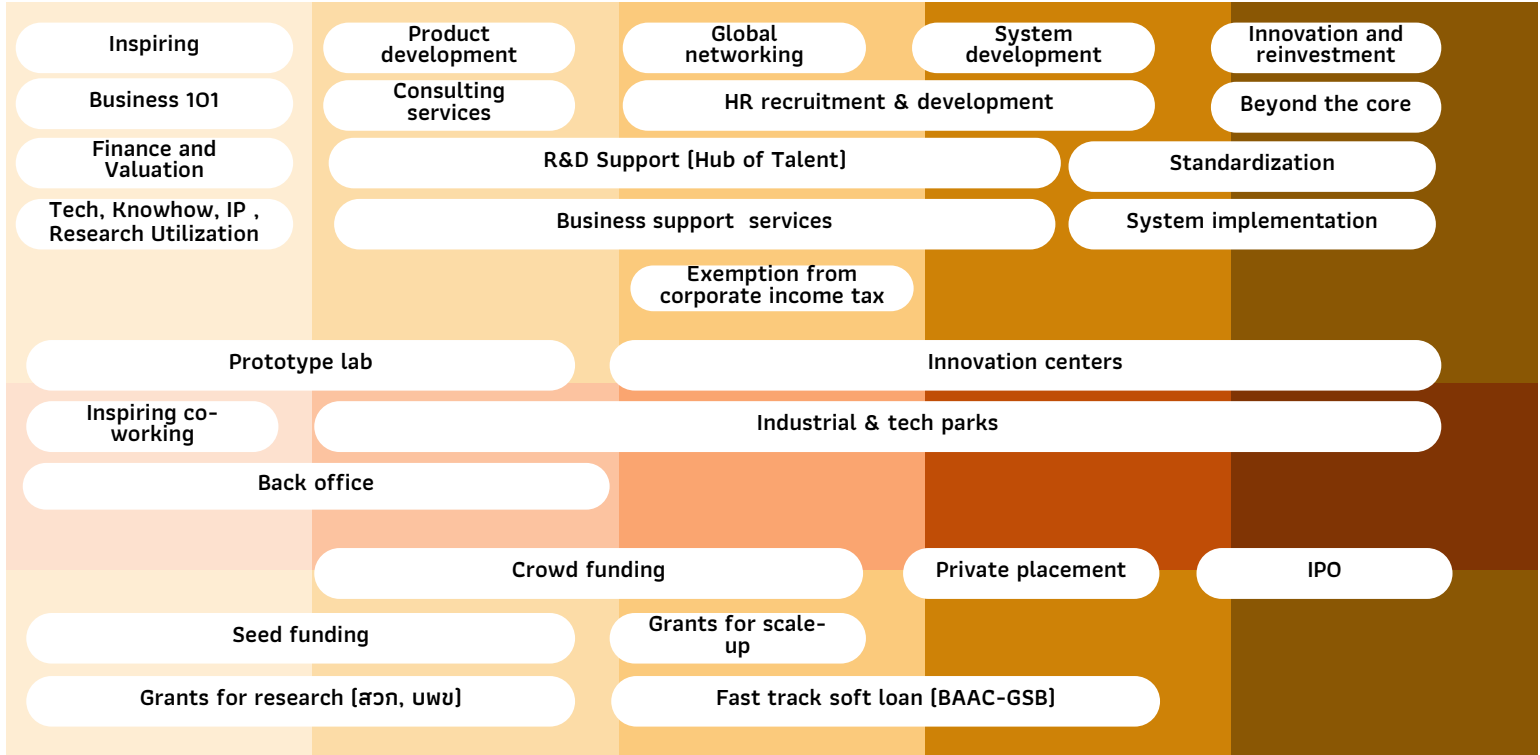 Inspiring
Product
development
Global
networking
System
development
Innovation and
reinvestment
Business 101
Consulting
services
HR recruitment & development
Beyond the core
Finance and
Valuation
R&D Support (Hub of Talent)
Standardization
Tech, Knowhow, IP ,
Research Utilization
Business support  services
System implementation
Exemption from
corporate income tax
Prototype lab
Innovation centers
Inspiring co-
working
Industrial & tech parks
Back office
Crowd funding
Private placement
IPO
Seed funding
Grants for scale-
up
Grants for research (สวก, บพข)
Fast track soft loan (BAAC-GSB)